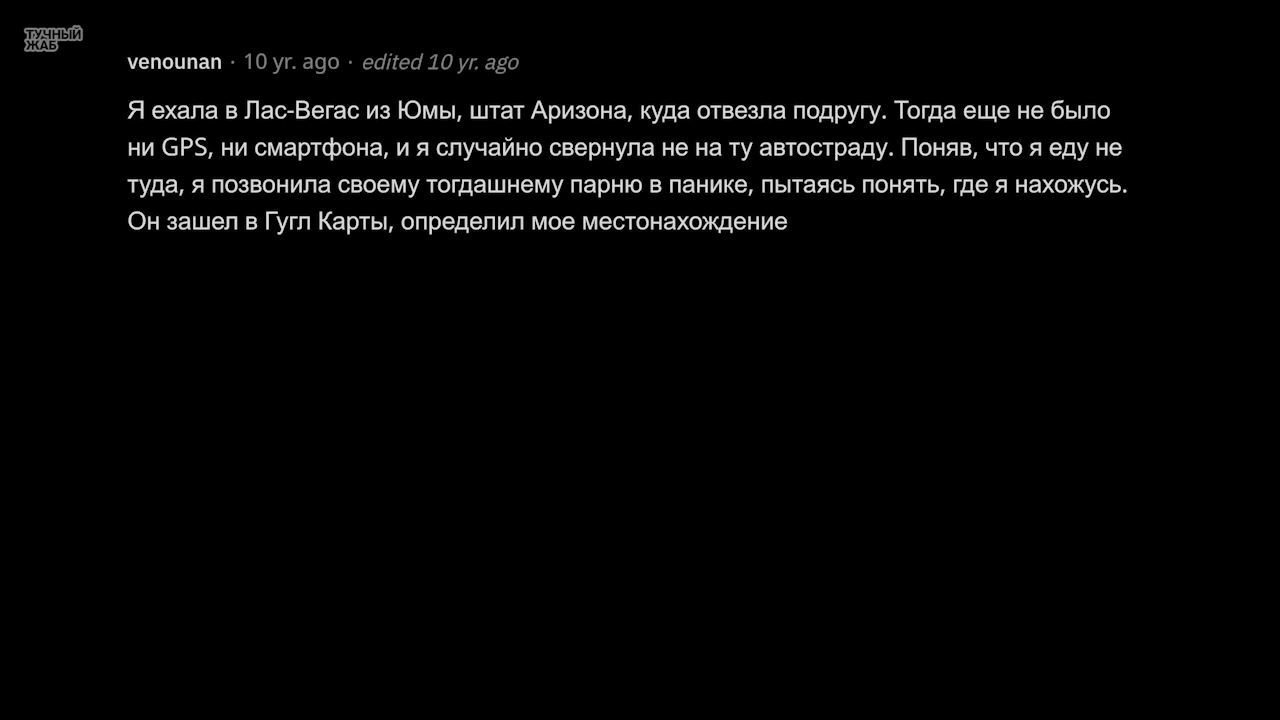 ТУЧНЫЙ
ЖАБ
venounan · 10 yr. ago · edited 10 yr. ago
Я ехала в Лас-Вегас из Юмы, штат Аризона, куда отвезла подругу. Тогда еще не было
ни GPS, ни смартфона, и я случайно свернула не на ту автостраду. Поняв, что я еду не
туда, я позвонила своему тогдашнему парню в панике, пытаясь понять, где я нахожусь.
Он зашел в Гугл Карты, определил мое местонахождение